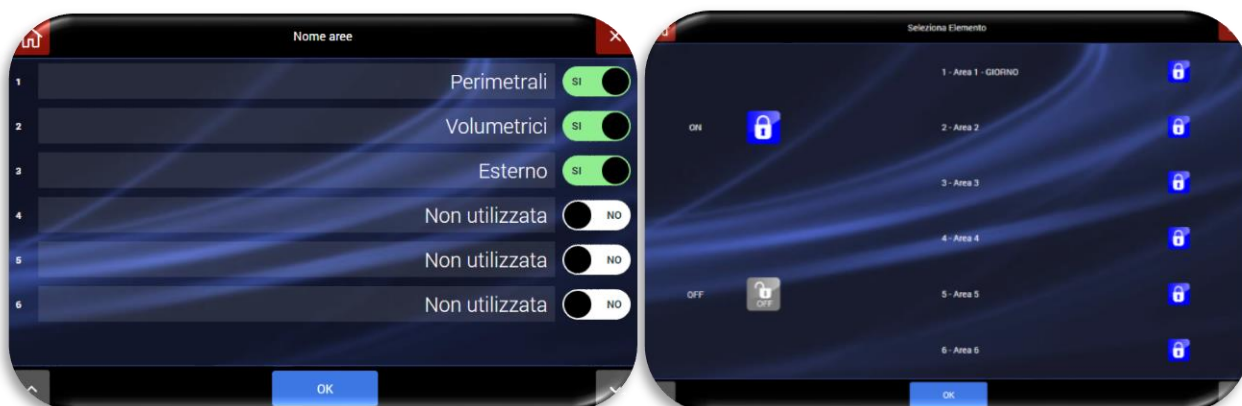 Nome aree
1 Perimetrali SI
2 Volumetrici SI
3 Esterno SI
4 Non utilizzata NO
5 Non utilizzata NO
6 Non utilizzata NO
OK
Seleziona Elemento
1 - Area 1 - GIORNO
ON
2 - Area 2
3 - Area 3
4 - Area 4
OFF
OFF
5 - Area 5
6 - Area 6
OK